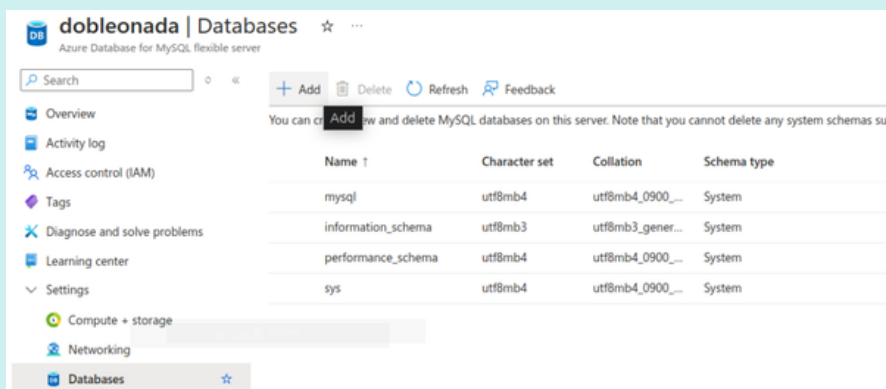 dobleonada | Databases
Azure Database for MySQL flexible server
Search
Overview
Activity log
Access control (IAM)
Tags
Diagnose and solve problems
Learning center
Settings
Compute + storage
Networking
Databases
Add Delete Refresh Feedback
Add
You can ew and delete MySQL databases on this server. Note that you cannot delete any system schemas
Name ↑ Character set Collation Schema type
mysql utf8mb4 utf8mb4_0900_... System
information_schema utf8mb3 utf8mb3_gener... System
performance_schema utf8mb4 utf8mb4_0900_... System
sys utf8mb4 utf8mb4_0900_... System